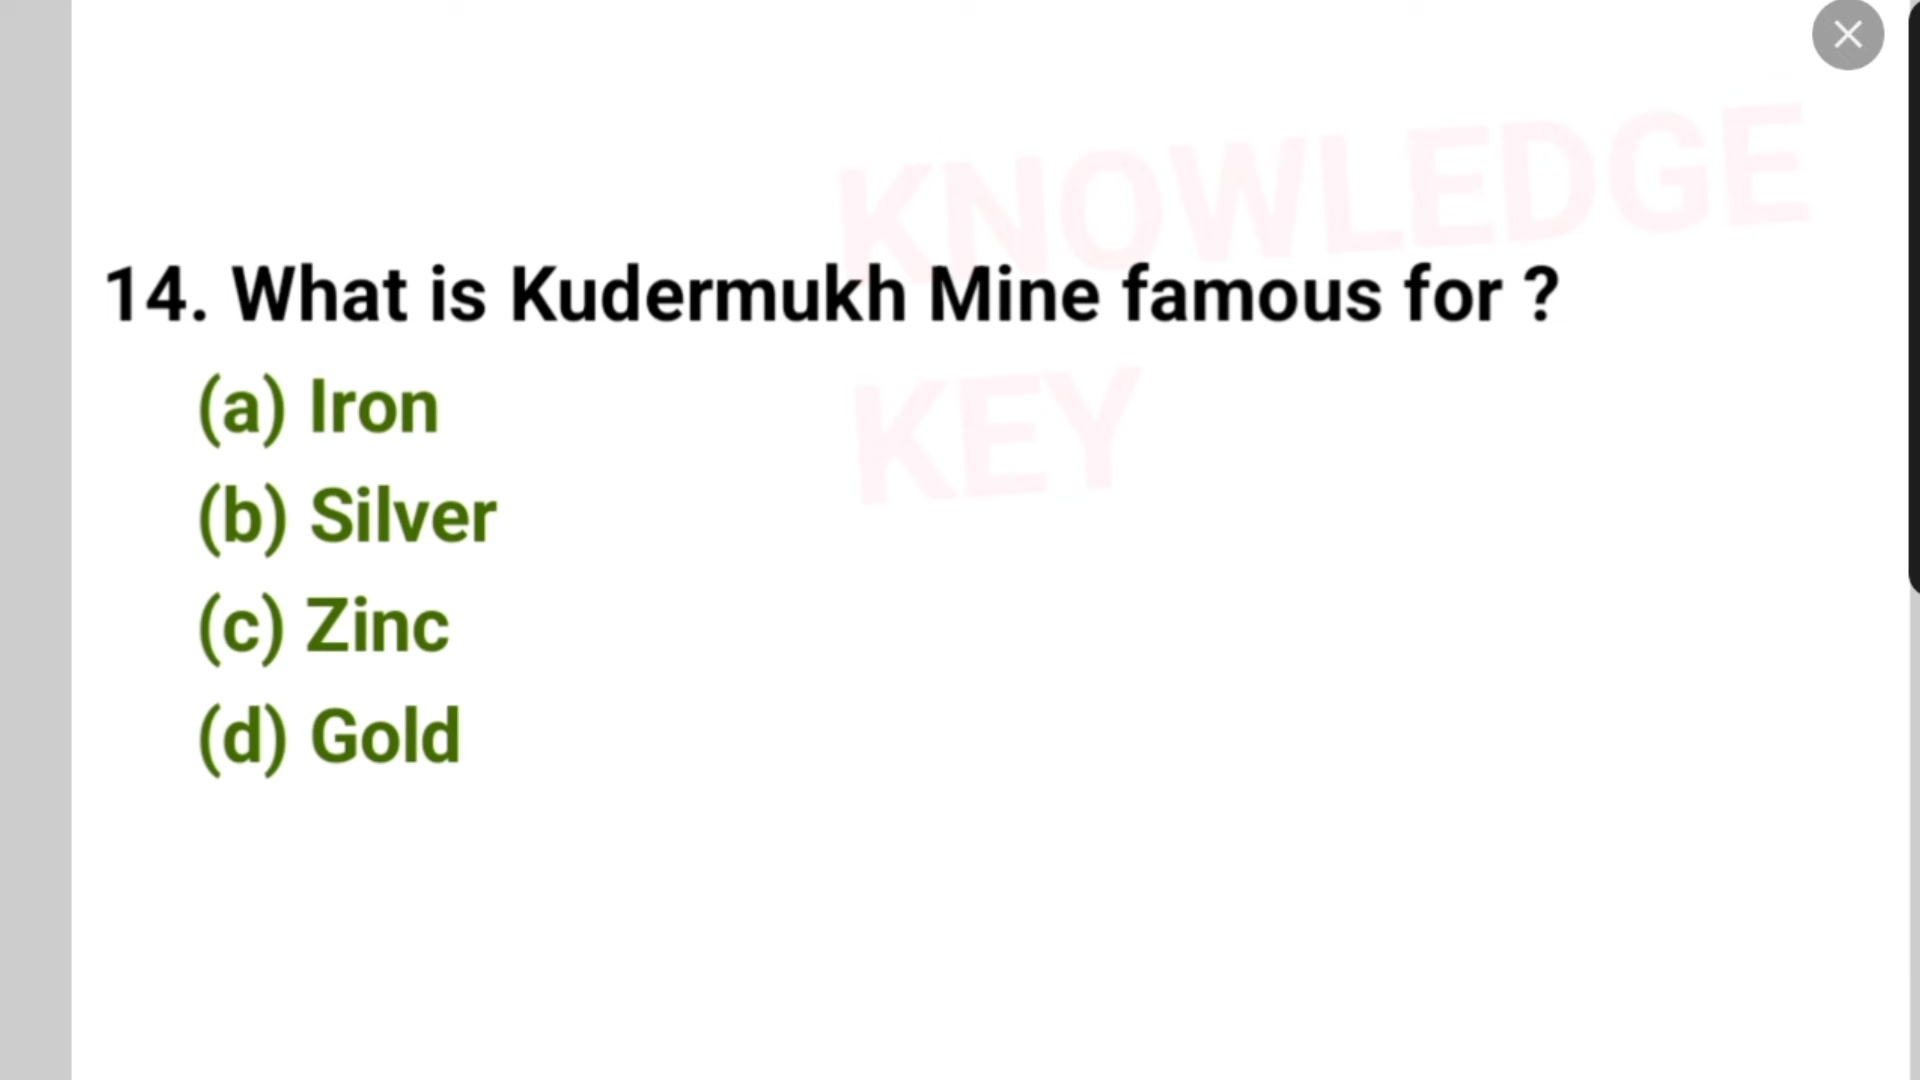 KNOWLEDGE
14. What is Kudermukh Mine famous for ?
(a) Iron
KEY
(b) Silver
(c) Zinc
(d) Gold